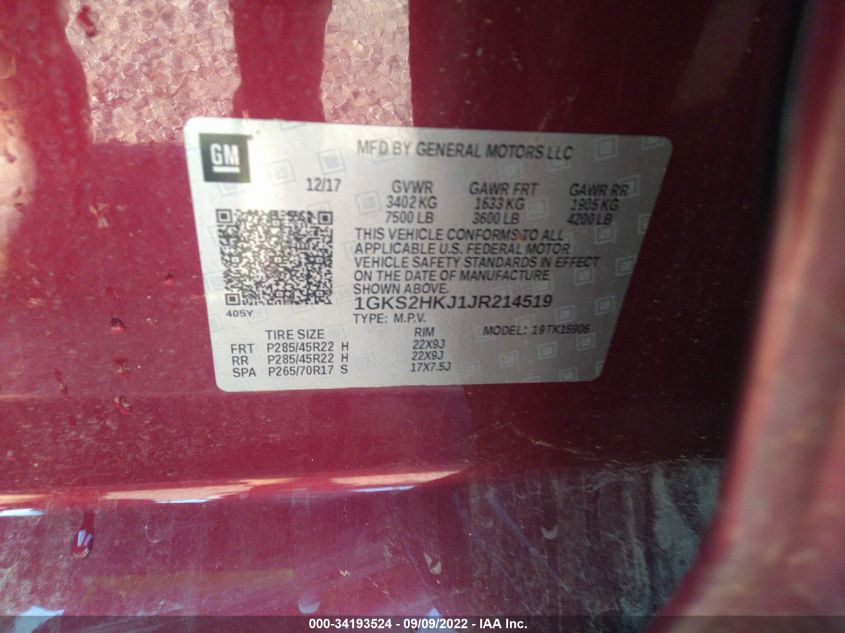 GM
MFD BY GENERAL MOTORS LLC
12/17 GVWR GAWR FRT GAWR RR
3402 KG 1633 KG 1905 KG
7500 LB 3600 LB 4200 LB
THIS VEHICLE CONFORMS TO ALL
APPLICABLE U.S. FEDERAL MOTOR
VEHICLE SAFETY STANDARDS IN EFFECT
ON THE DATE OF MANUFACTURE
SHOWN ABOVE.
1GKS2HKJ1JR214519
405Y
TYPE: M.P.V. MODEL: 19TK15906
TIRE SIZE RIM
FRT P285/45R22 H 22X9J
RR P285/45R22 H 22X9J
SPA P265/70R17 S 17X7.5J
000-34193524 - 09/09/2022 - IAA Inc.